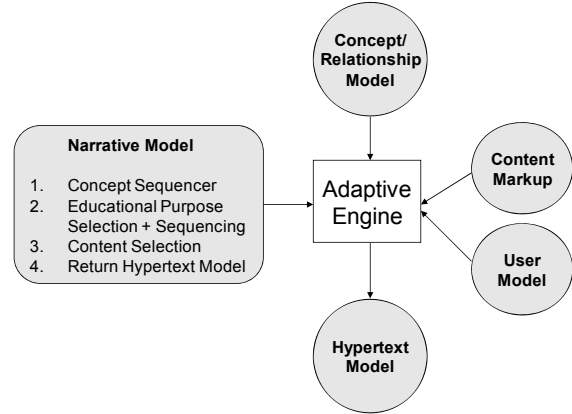 Concept/
Relationship
Model
Narrative Model
1. Concept Sequencer
2. Educational Purpose
Selection + Sequencing
3. Content Selection
4. Return Hypertext Model
Adaptive
Engine
Content
Markup
User
Model
Hypertext
Model